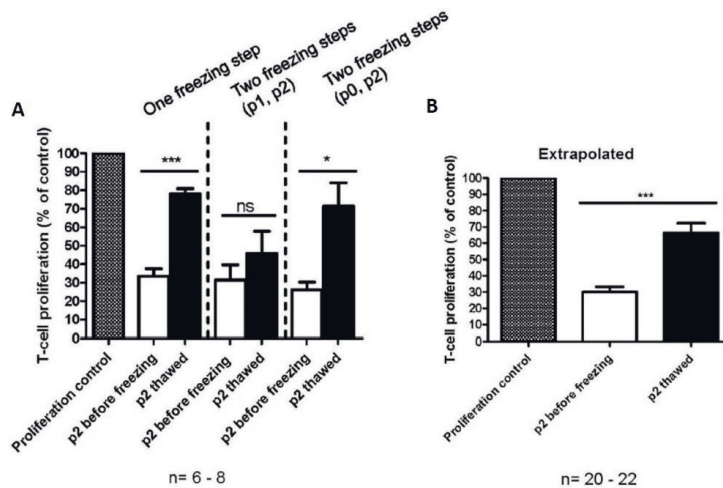 A
One freezing step
Two freezing steps
(p1, p2)
Two freezing steps
(p0, p2)
T-cell proliferation (% of control)
100
90
80
70
60
50
40
30
20
10
0
***
ns
*
Proliferation control
p2 before freezing
p2 thawed
p2 before freezing
p2 thawed
p2 before freezing
p2 thawed
n= 6 - 8
B
Extrapolated
T-cell proliferation (% of control)
100
90
80
70
60
50
40
30
20
10
0
***
Proliferation control
p2 before freezing
p2 thawed
n= 20 - 22